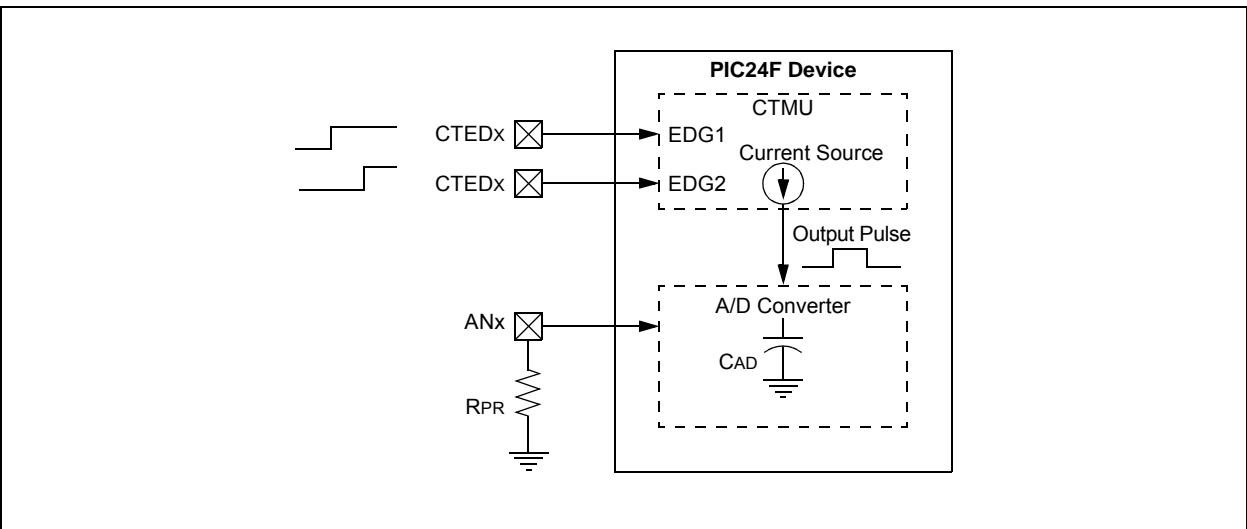 PIC24F Device
CTMU
CTEDX
EDG1
Current Source
CTEDX
EDG2
Output Pulse
A/D Converter
ANx
CAD
RPR